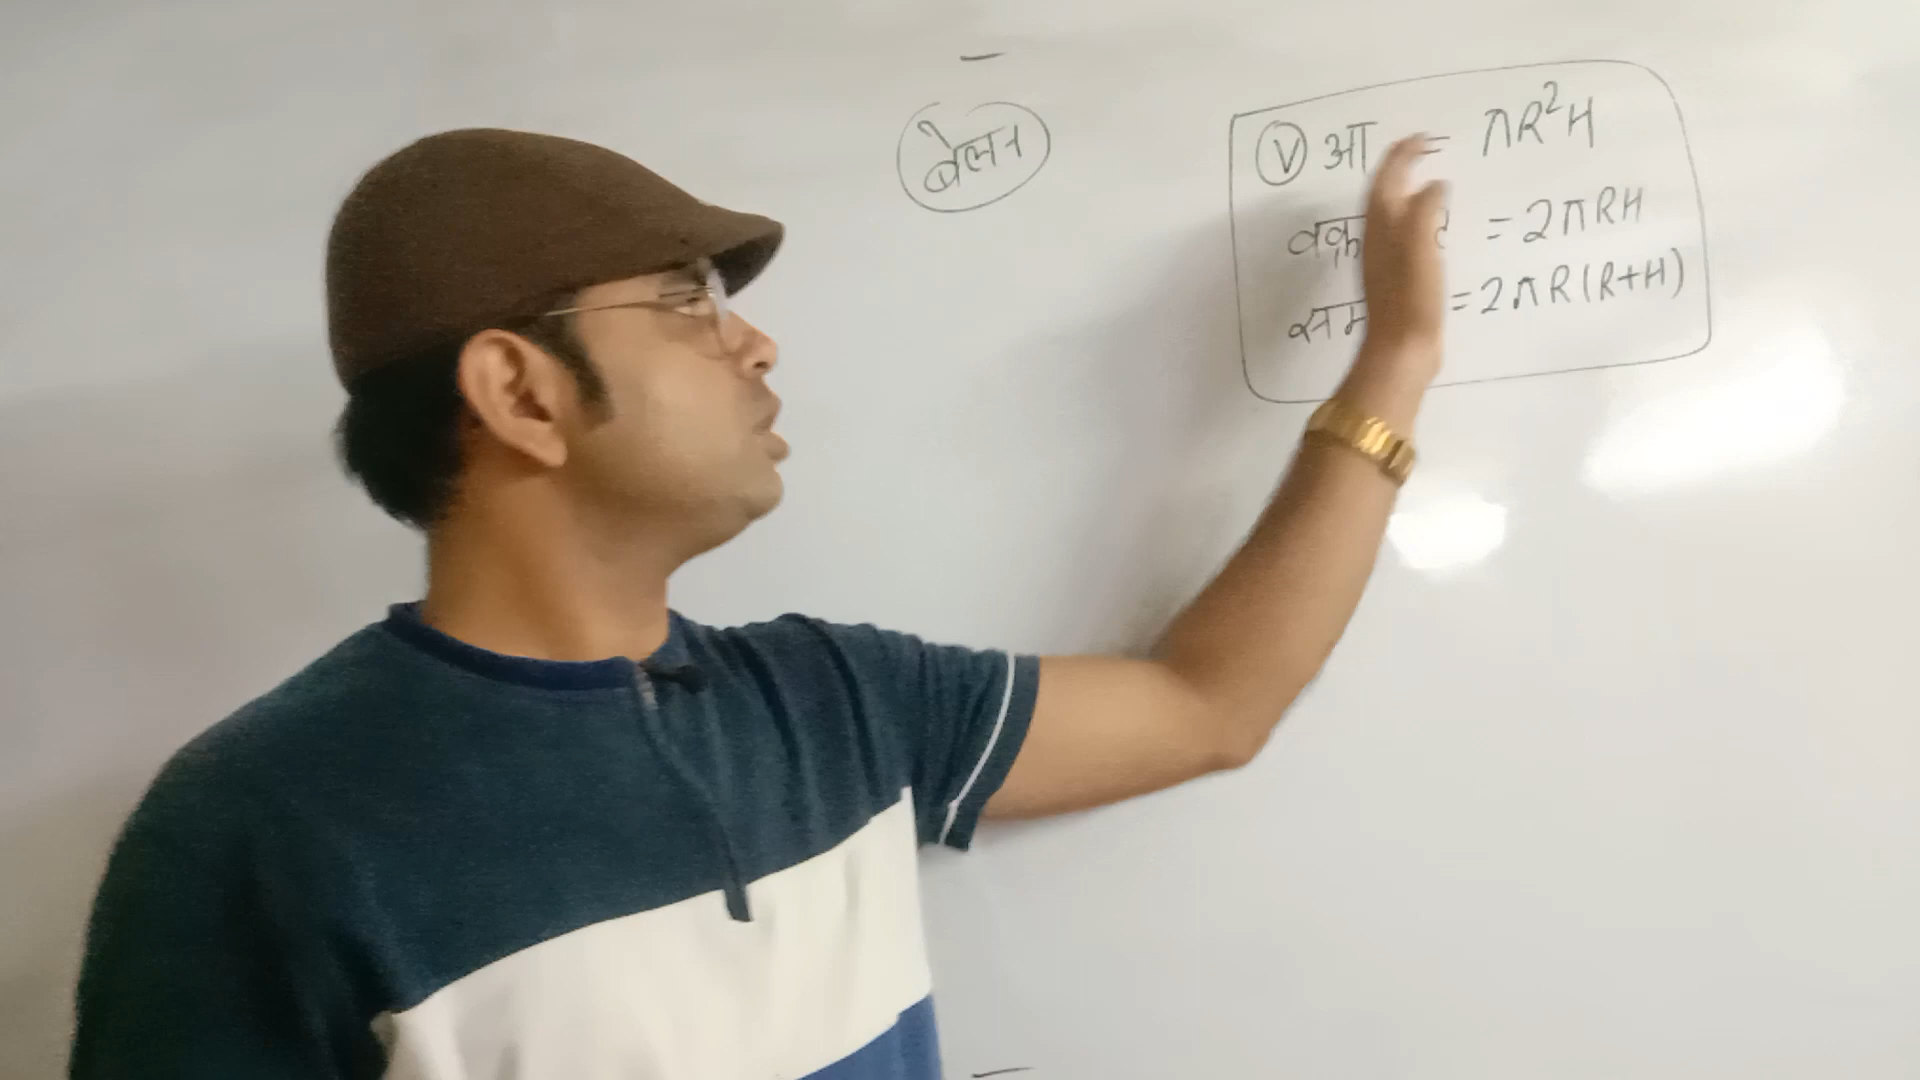 बेलन
V आ = πR²H
वक्र = 2πRH
सम = 2πR(R+H)